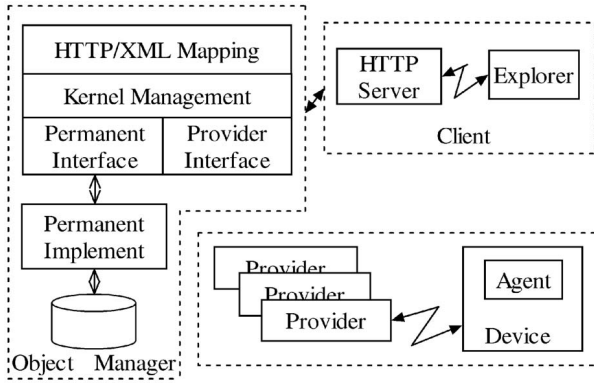 HTTP/XML Mapping
Kernel Management
Permanent
Interface
Provider
Interface
Permanent
Implement
Object Manager
HTTP
Server
Explorer
Client
Provider
Provider
Provider
Agent
Device